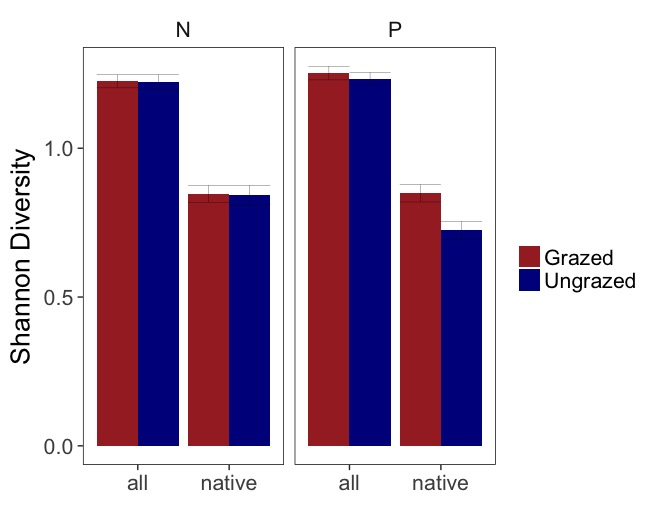 N
P
Shannon Diversity
1.0
0.5
0.0
all
native
all
native
Grazed
Ungrazed